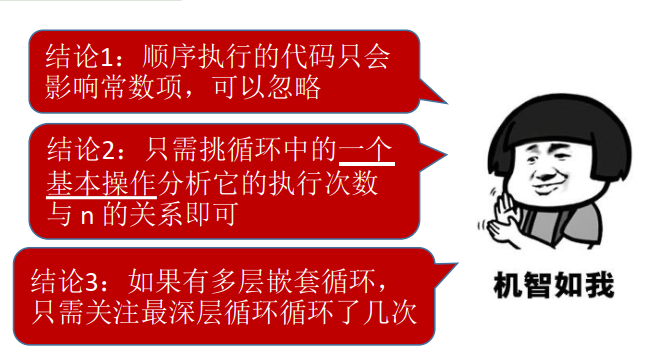 结论1：顺序执行的代码只会
影响常数项，可以忽略
结论2：只需挑循环中的一个
基本操作分析它的执行次数
与 n 的关系即可
结论3：如果有多层嵌套循环，
只需关注最深层循环循环了几次
机智如我